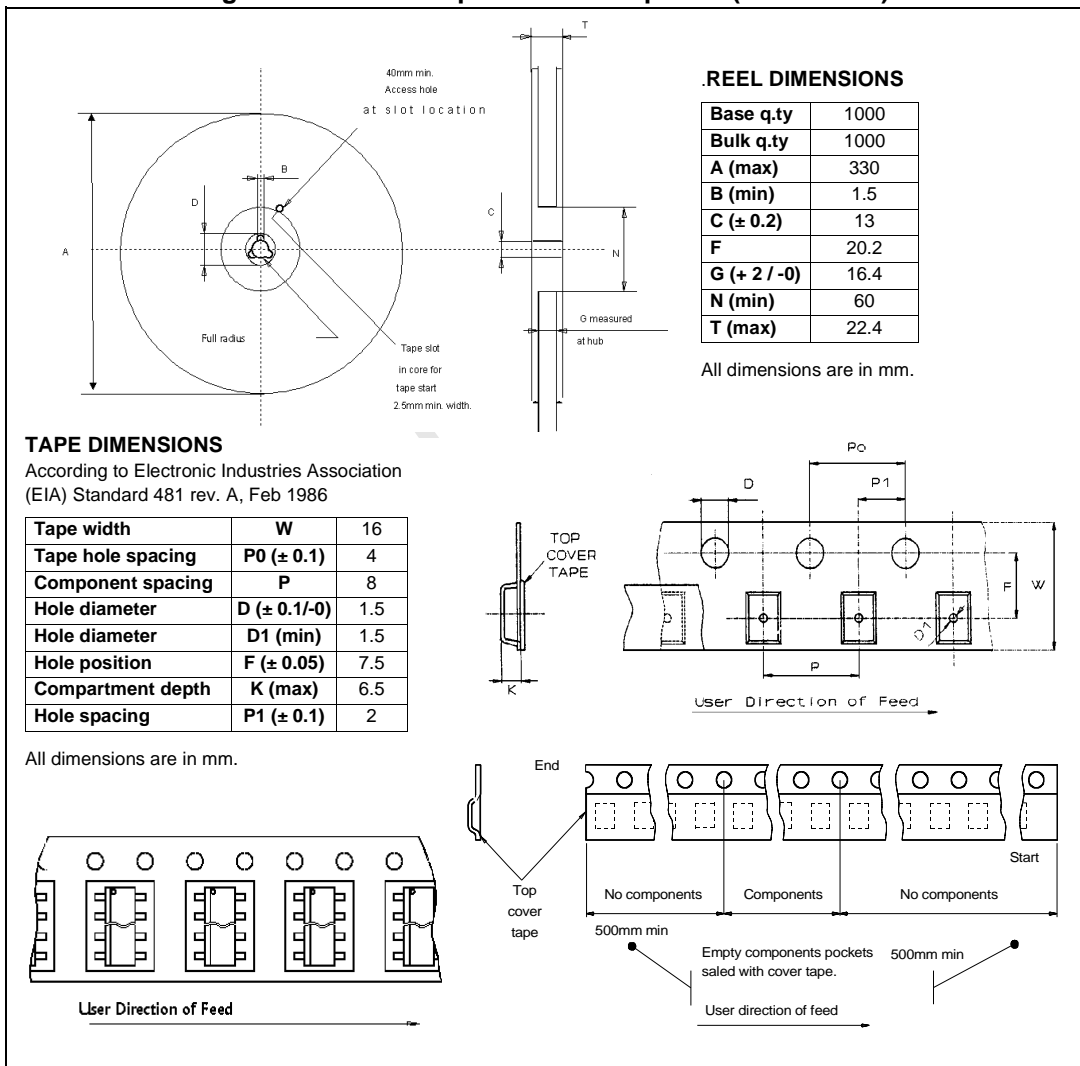 T
40mm min.
Access hole
at slot location
B
D
C
A
N
G measured
at hub
Full radius
Tape slot
in core for
tape start
2.5mm min. width.
.REEL DIMENSIONS
Base q.ty 1000
Bulk q.ty 1000
A (max) 330
B (min) 1.5
C (± 0.2) 13
F 20.2
G (+ 2 / -0) 16.4
N (min) 60
T (max) 22.4
All dimensions are in mm.
TAPE DIMENSIONS
According to Electronic Industries Association
(EIA) Standard 481 rev. A, Feb 1986
Tape width W 16
Tape hole spacing P0 (± 0.1) 4
Component spacing P 8
Hole diameter D (± 0.1/-0) 1.5
Hole diameter D1 (min) 1.5
Hole position F (± 0.05) 7.5
Compartment depth K (max) 6.5
Hole spacing P1 (± 0.1) 2
All dimensions are in mm.
Po
D
P1
TOP
COVER
TAPE
F
W
D1
K
P
User Direction of Feed
End
Start
Top
cover
tape
No components
Components
No components
500mm min
Empty components pockets
saled with cover tape.
500mm min
User direction of feed
User Direction of Feed